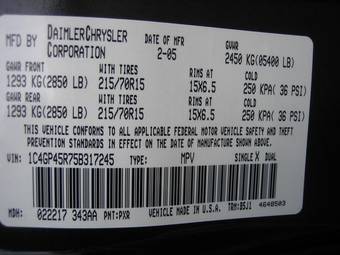 MFD BY DAIMLERCHRYSLER CORPORATION DATE OF MFR 2-05 GVWR 2450 KG(05400 LB)
GAWR FRONT WITH TIRES RIMS AT COLD
1293 KG(2850 LB) 215/70R15 15X6.5 250 KPA( 36 PSI)
GAWR REAR WITH TIRES RIMS AT COLD
1293 KG(2850 LB) 215/70R15 15X6.5 250 KPA( 36 PSI)
THIS VEHICLE CONFORMS TO ALL APPLICABLE FEDERAL MOTOR VEHICLE SAFETY, BUMPER, AND THEFT
PREVENTION STANDARDS IN EFFECT ON THE DATE OF MANUFACTURE SHOWN ABOVE.
VIN: 1C4GP45R75B317245 TYPE: MPV SINGLE X DUAL
MDH: 022217 343AA PNT: PXR VEHICLE MADE IN U.S.A. TRM: B5J1 4648503